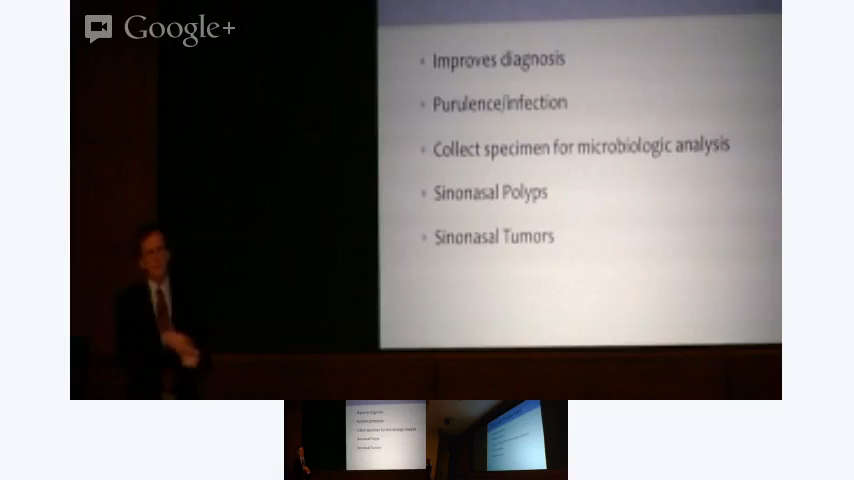 Google+
Improves diagnosis
Purulence/infection
Collect specimen for microbiologic analysis
Sinonasal Polyps
Sinonasal Tumors